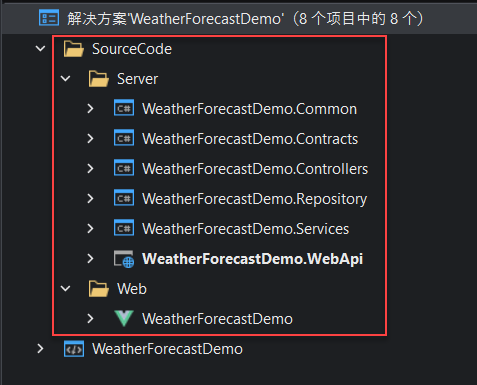 解决方案'WeatherForecastDemo'（8 个项目中的 8 个）
SourceCode
Server
C# WeatherForecastDemo.Common
C# WeatherForecastDemo.Contracts
C# WeatherForecastDemo.Controllers
C# WeatherForecastDemo.Repository
C# WeatherForecastDemo.Services
WeatherForecastDemo.WebApi
Web
WeatherForecastDemo
WeatherForecastDemo